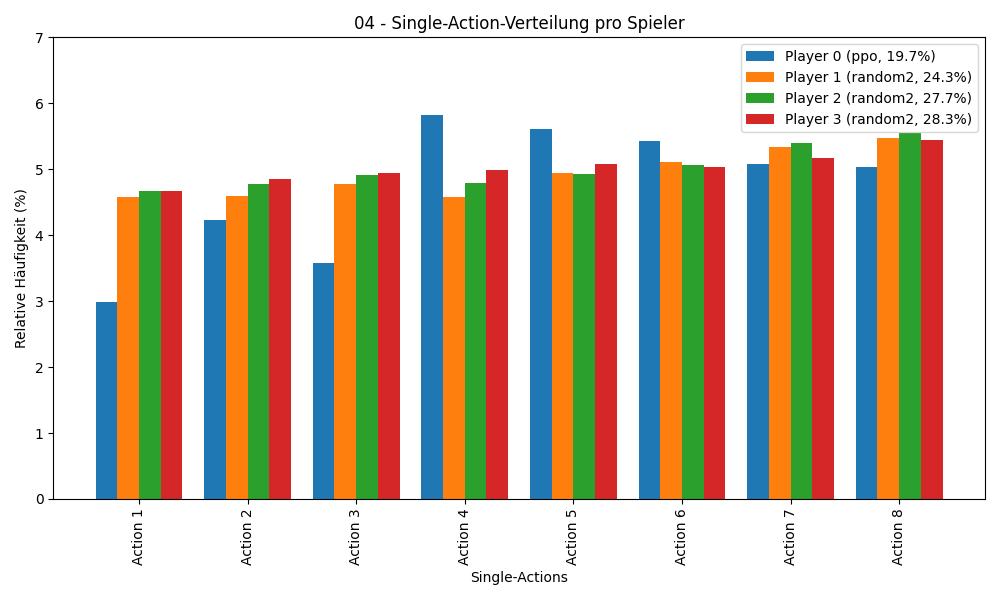 04 - Single-Action-Verteilung pro Spieler
Relative Häufigkeit (%)
7
6
5
4
3
2
1
0
Player 0 (ppo, 19.7%)
Player 1 (random2, 24.3%)
Player 2 (random2, 27.7%)
Player 3 (random2, 28.3%)
Action 1
Action 2
Action 3
Action 4
Action 5
Action 6
Action 7
Action 8
Single-Actions